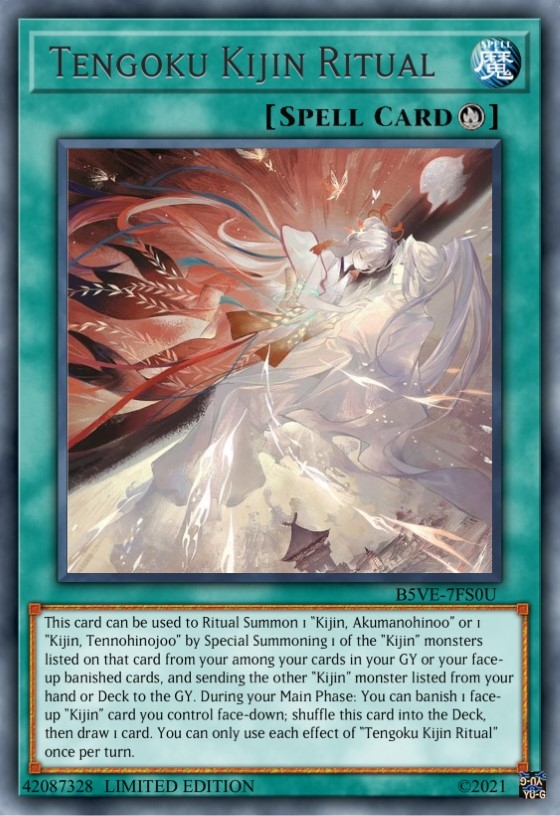 Tengoku Kijin Ritual
SPELL
魔
[Spell Card]
B5VE-7FS0U
This card can be used to Ritual Summon 1 "Kijin, Akumanohinoo" or 1
"Kijin, Tennohinojoo" by Special Summoning 1 of the "Kijin" monsters
listed on that card from your among your cards in your GY or your face-
up banished cards, and sending the other "Kijin" monster listed from your
hand or Deck to the GY. During your Main Phase: You can banish 1 face-
up "Kijin" card you control face-down; shuffle this card into the Deck,
then draw 1 card. You can only use each effect of "Tengoku Kijin Ritual"
once per turn.
42087328 LIMITED EDITION
©2021